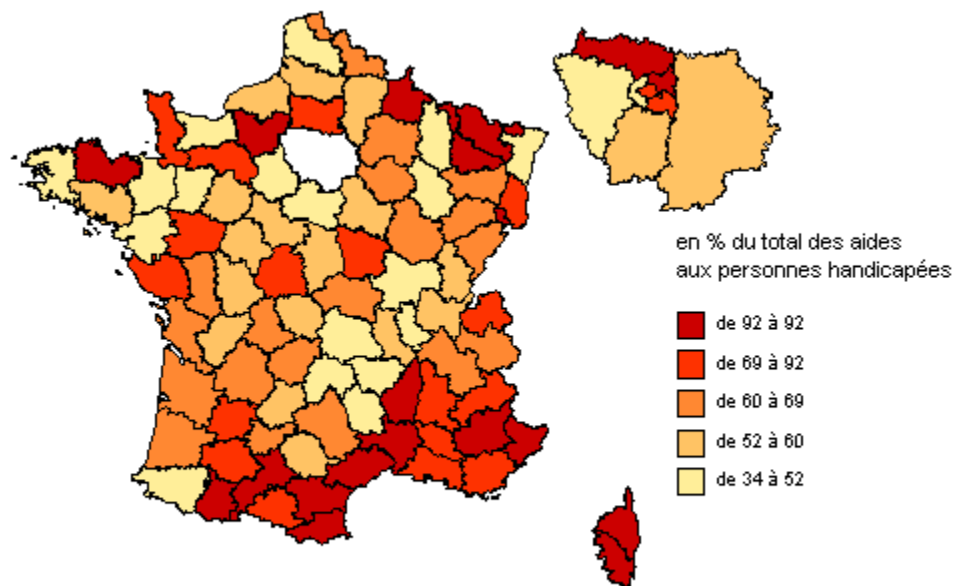 en % du total des aides
aux personnes handicapées
de 92 à 92
de 69 à 92
de 60 à 69
de 52 à 60
de 34 à 52